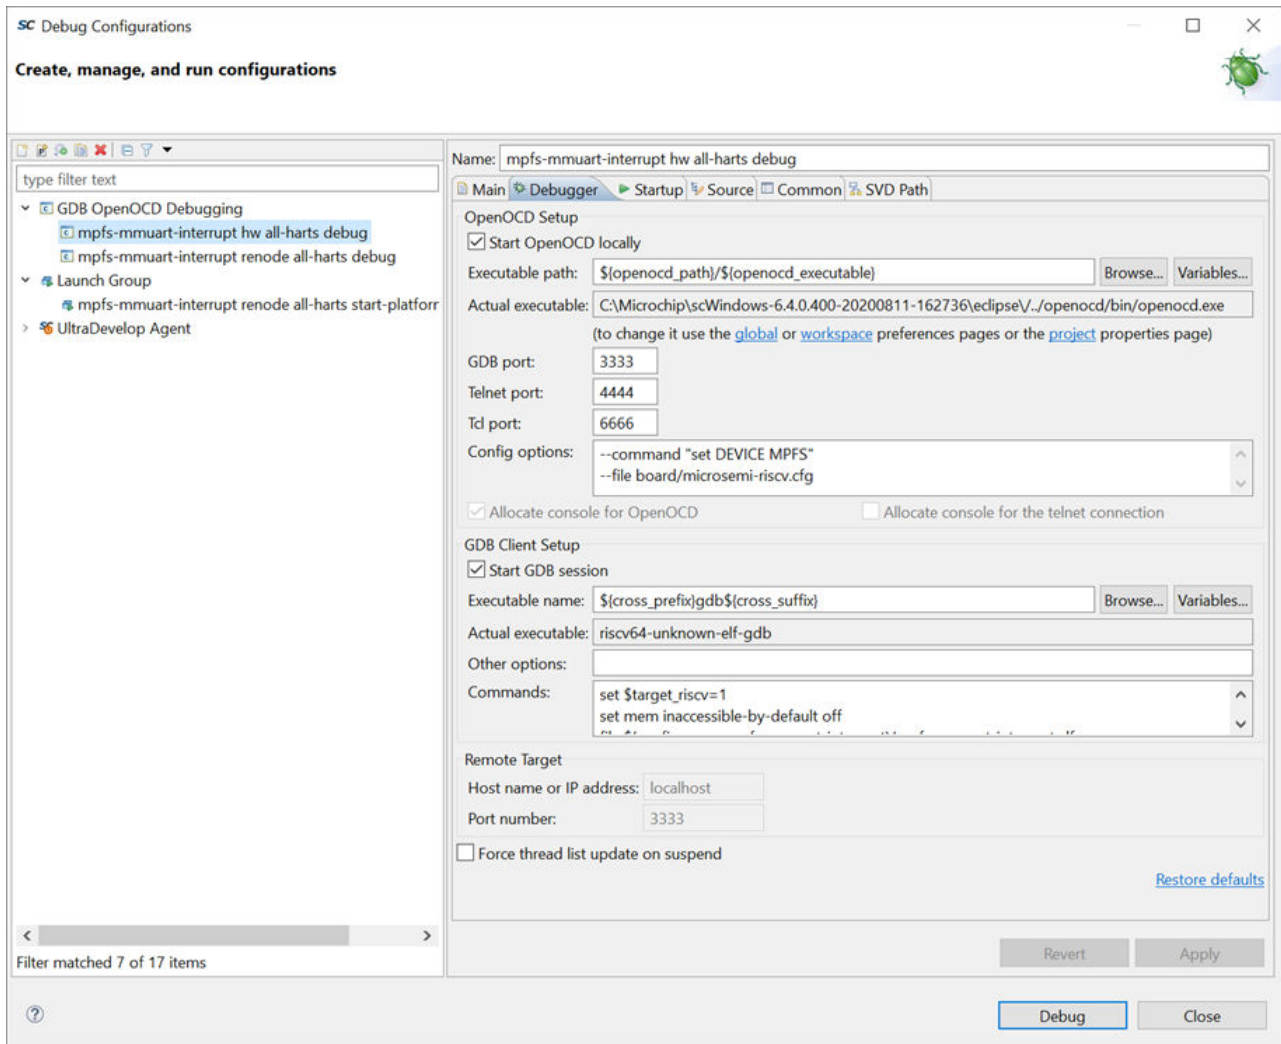 SC Debug Configurations
Create, manage, and run configurations
type filter text
GDB OpenOCD Debugging
mpfs-mmuart-interrupt hw all-harts debug
mpfs-mmuart-interrupt renode all-harts debug
Launch Group
mpfs-mmuart-interrupt renode all-harts start-platforr
UltraDevelop Agent
Filter matched 7 of 17 items
Name: mpfs-mmuart-interrupt hw all-harts debug
Main Debugger Startup Source Common SVD Path
OpenOCD Setup
Start OpenOCD locally
Executable path: ${openocd_path}/${openocd_executable} Browse... Variables...
Actual executable: C:\Microchip\scWindows-6.4.0.400-20200811-162736\eclipse\/../openocd/bin/openocd.exe
(to change it use the global or workspace preferences pages or the project properties page)
GDB port: 3333
Telnet port: 4444
Tcl port: 6666
Config options: --command "set DEVICE MPFS"
--file board/microsemi-riscv.cfg
Allocate console for OpenOCD Allocate console for the telnet connection
GDB Client Setup
Start GDB session
Executable name: ${cross_prefix}gdb${cross_suffix} Browse... Variables...
Actual executable: riscv64-unknown-elf-gdb
Other options:
Commands: set $target_riscv=1
set mem inaccessible-by-default off
Remote Target
Host name or IP address: localhost
Port number: 3333
Force thread list update on suspend
Restore defaults
Revert Apply
Debug Close